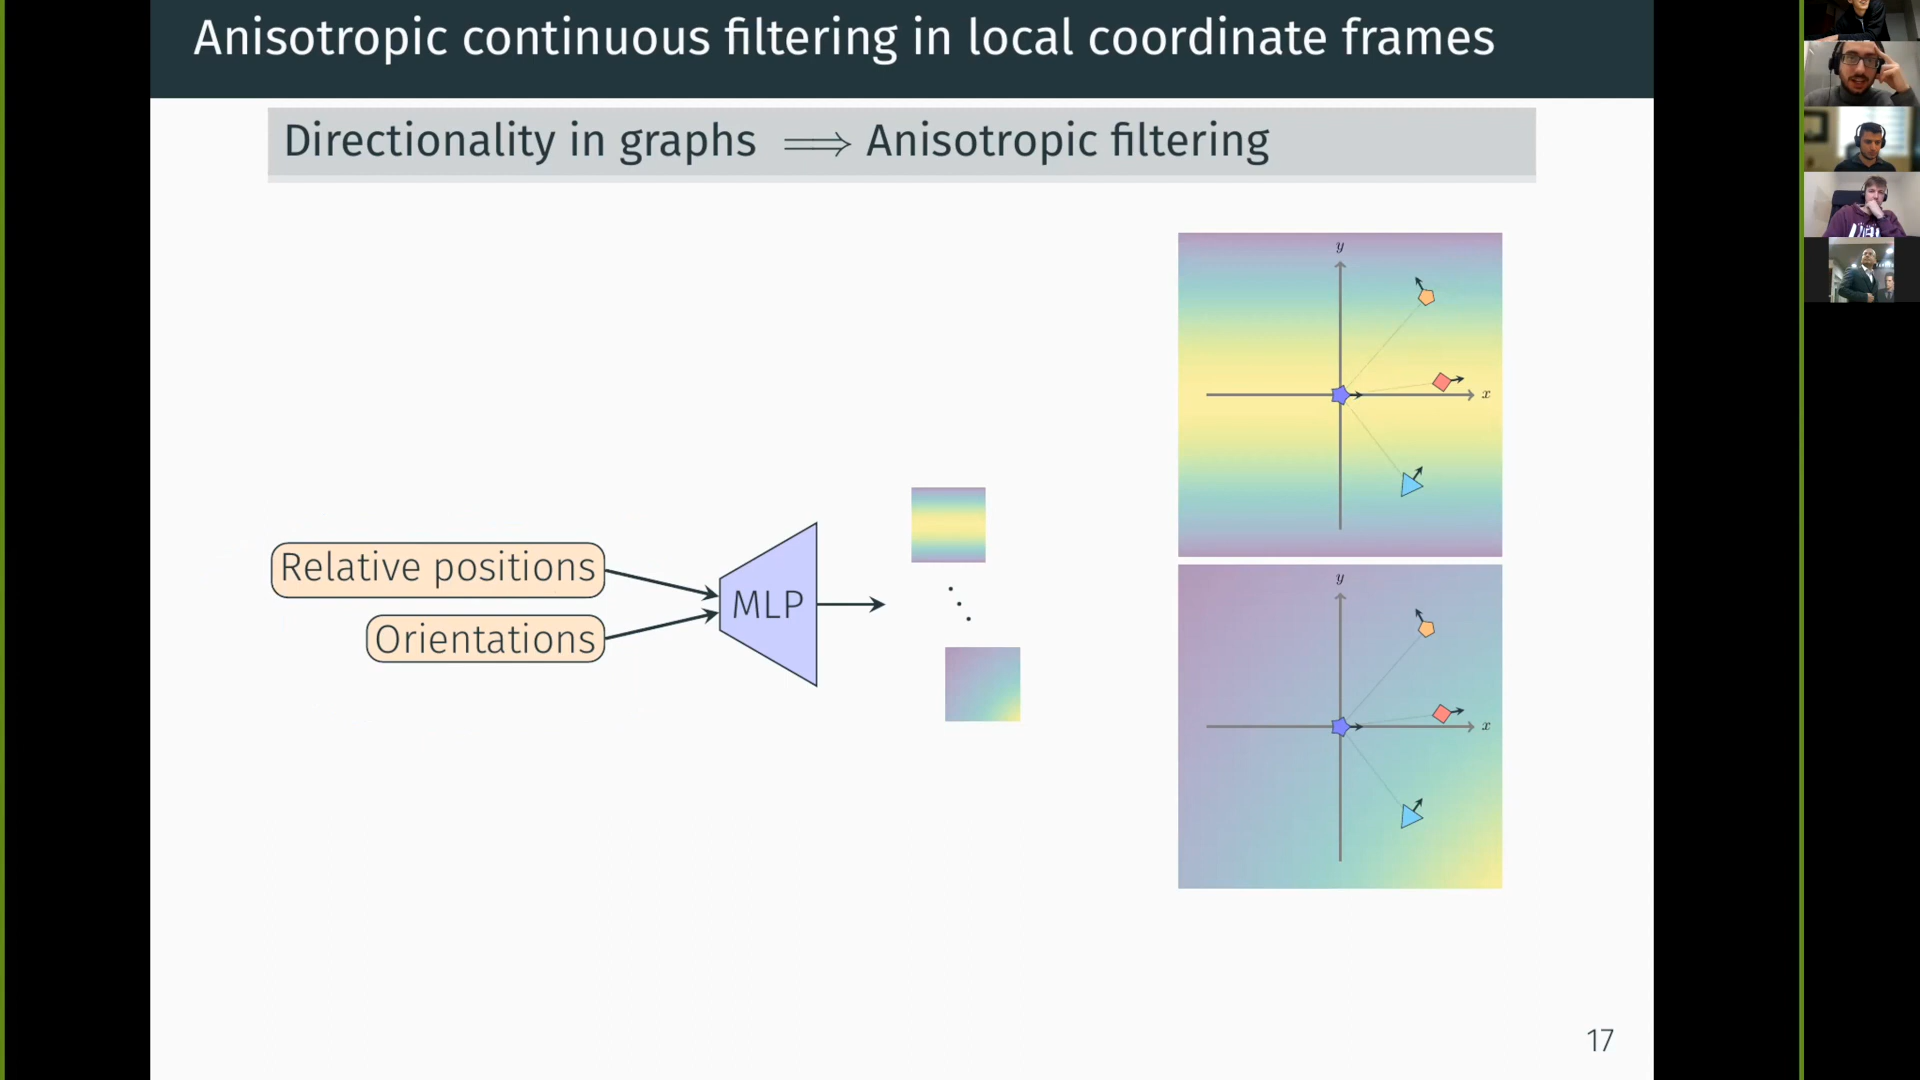 Anisotropic continuous filtering in local coordinate frames
Directionality in graphs ⟹ Anisotropic filtering
y
x
Relative positions
MLP
Orientations
y
x
17